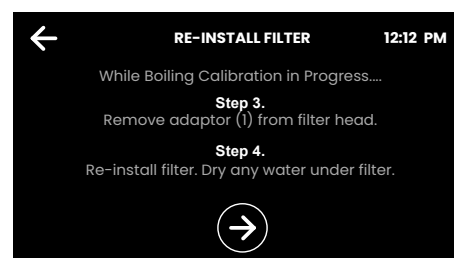 RE-INSTALL FILTER 12:12 PM
While Boiling Calibration in Progress....
Step 3.
Remove adaptor (1) from filter head.
Step 4.
Re-install filter. Dry any water under filter.